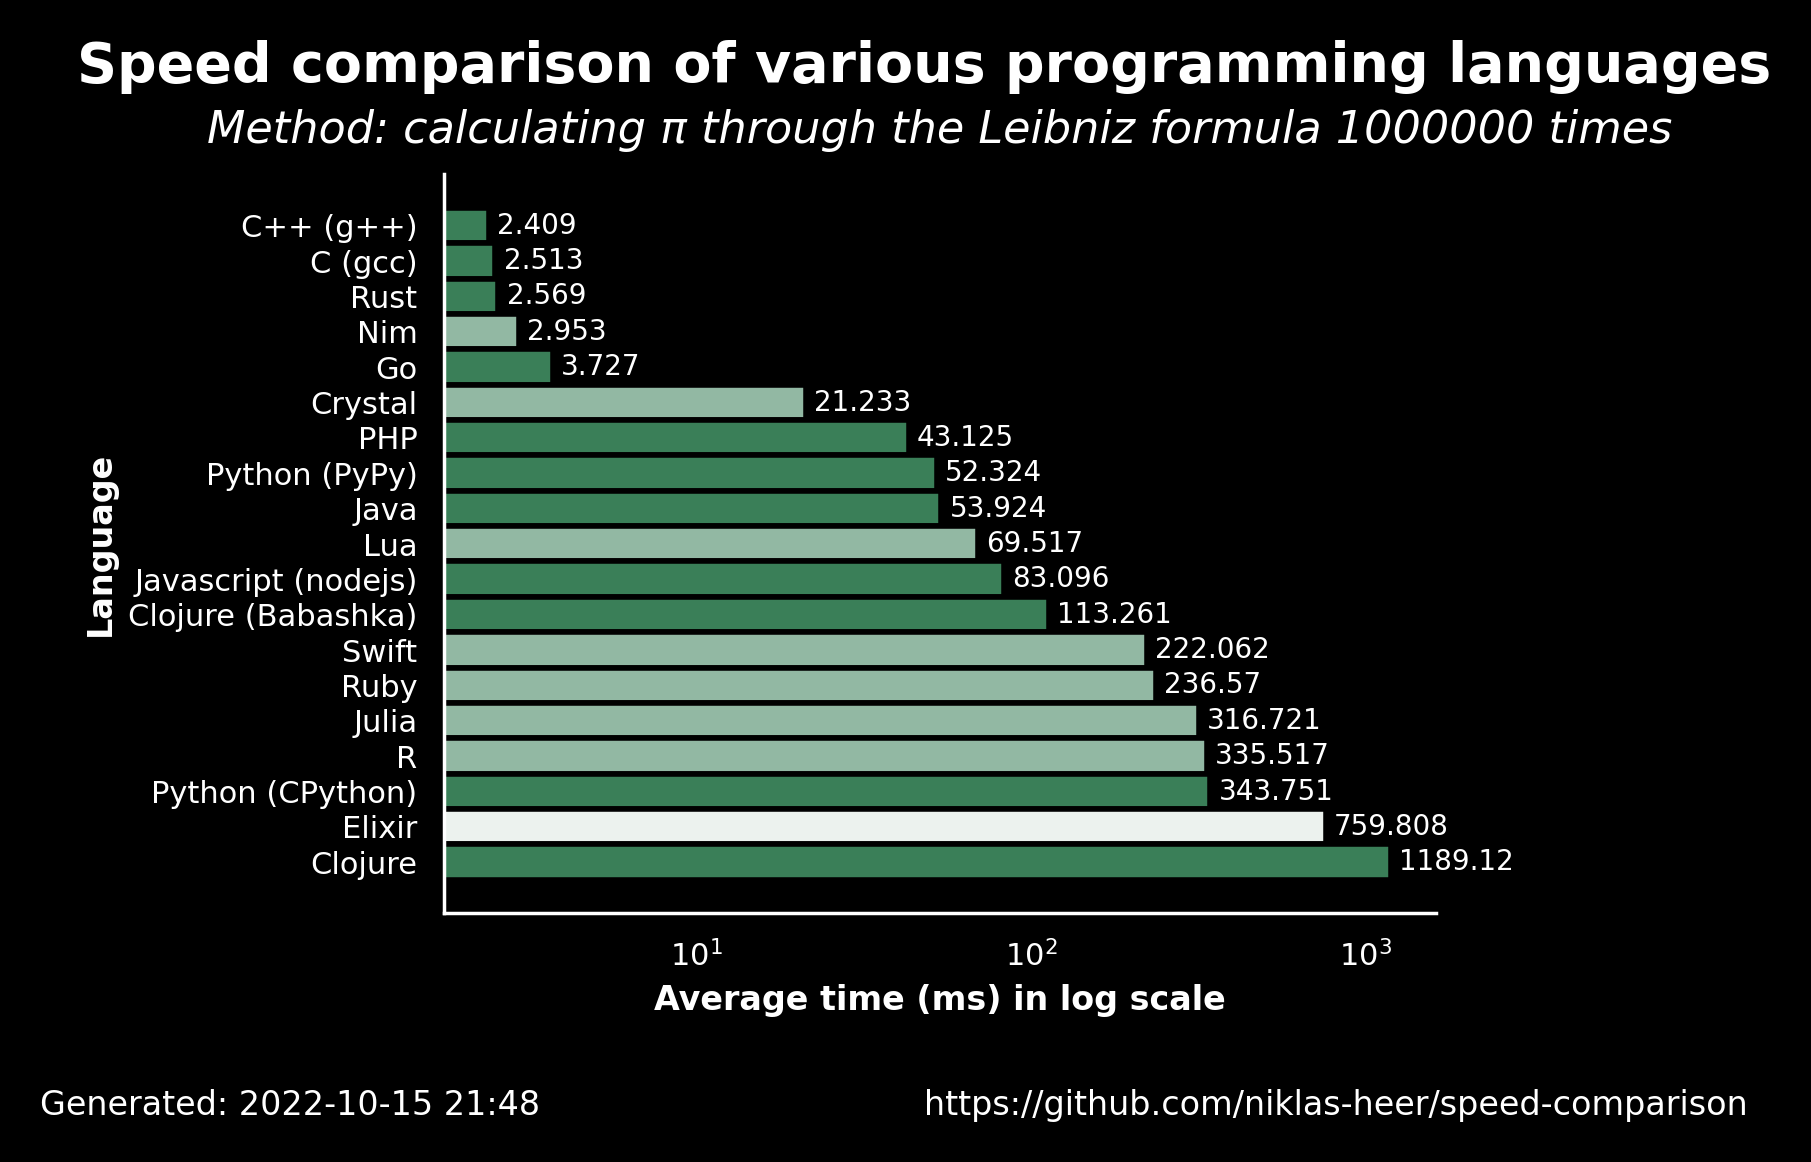 Speed comparison of various programming languages
Method: calculating π through the Leibniz formula 1000000 times
Language
C++ (g++) 2.409
C (gcc) 2.513
Rust 2.569
Nim 2.953
Go 3.727
Crystal 21.233
PHP 43.125
Python (PyPy) 52.324
Java 53.924
Lua 69.517
Javascript (nodejs) 83.096
Clojure (Babashka) 113.261
Swift 222.062
Ruby 236.57
Julia 316.721
R 335.517
Python (CPython) 343.751
Elixir 759.808
Clojure 1189.12
10¹ 10² 10³
Average time (ms) in log scale
Generated: 2022-10-15 21:48
https://github.com/niklas-heer/speed-comparison